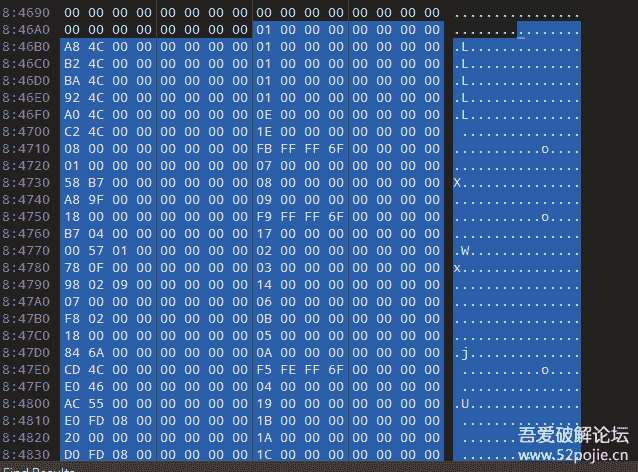 8:4690 00 00 00 00 00 00 00 00 00 00 00 00 00 00 00 00 ................
8:46A0 00 00 00 00 00 00 00 00 01 00 00 00 00 00 00 00 ................
8:46B0 A8 4C 00 00 00 00 00 00 01 00 00 00 00 00 00 00 .L..............
8:46C0 B2 4C 00 00 00 00 00 00 01 00 00 00 00 00 00 00 .L..............
8:46D0 BA 4C 00 00 00 00 00 00 01 00 00 00 00 00 00 00 .L..............
8:46E0 92 4C 00 00 00 00 00 00 01 00 00 00 00 00 00 00 .L..............
8:46F0 A0 4C 00 00 00 00 00 00 0E 00 00 00 00 00 00 00 .L..............
8:4700 C2 4C 00 00 00 00 00 00 1E 00 00 00 00 00 00 00 ...............
8:4710 08 00 00 00 00 00 00 00 FB FF FF 6F 00 00 00 00 ...........o....
8:4720 01 00 00 00 00 00 00 00 07 00 00 00 00 00 00 00 ................
8:4730 58 B7 00 00 00 00 00 00 08 00 00 00 00 00 00 00 X...............
8:4740 A8 9F 00 00 00 00 00 00 09 00 00 00 00 00 00 00 ................
8:4750 18 00 00 00 00 00 00 00 F9 FF FF 6F 00 00 00 00 ...........o....
8:4760 B7 04 00 00 00 00 00 00 17 00 00 00 00 00 00 00 ................
8:4770 00 57 01 00 00 00 00 00 02 00 00 00 00 00 00 00 .W..............
8:4780 78 0F 00 00 00 00 00 00 03 00 00 00 00 00 00 00 x...............
8:4790 98 02 09 00 00 00 00 00 14 00 00 00 00 00 00 00 ................
8:47A0 07 00 00 00 00 00 00 00 06 00 00 00 00 00 00 00 ................
8:47B0 F8 02 00 00 00 00 00 00 0B 00 00 00 00 00 00 00 ................
8:47C0 18 00 00 00 00 00 00 00 05 00 00 00 00 00 00 00 ................
8:47D0 84 6A 00 00 00 00 00 00 0A 00 00 00 00 00 00 00 .j..............
8:47E0 CD 4C 00 00 00 00 00 00 F5 FE FF 6F 00 00 00 00 ...........o....
8:47F0 E0 46 00 00 00 00 00 00 04 00 00 00 00 00 00 00 ................
8:4800 AC 55 00 00 00 00 00 00 19 00 00 00 00 00 00 00 .U..............
8:4810 E0 FD 08 00 00 00 00 00 1B 00 00 00 00 00 00 00 ................
8:4820 20 00 00 00 00 00 00 00 1A 00 00 00 00 00 00 00 ...............
8:4830 D0 FD 08 00 00 00 00 00 1C 00 00 00 00 00 00 00 ................
吾爱破解论坛
www.52pojie.cn
Find Results